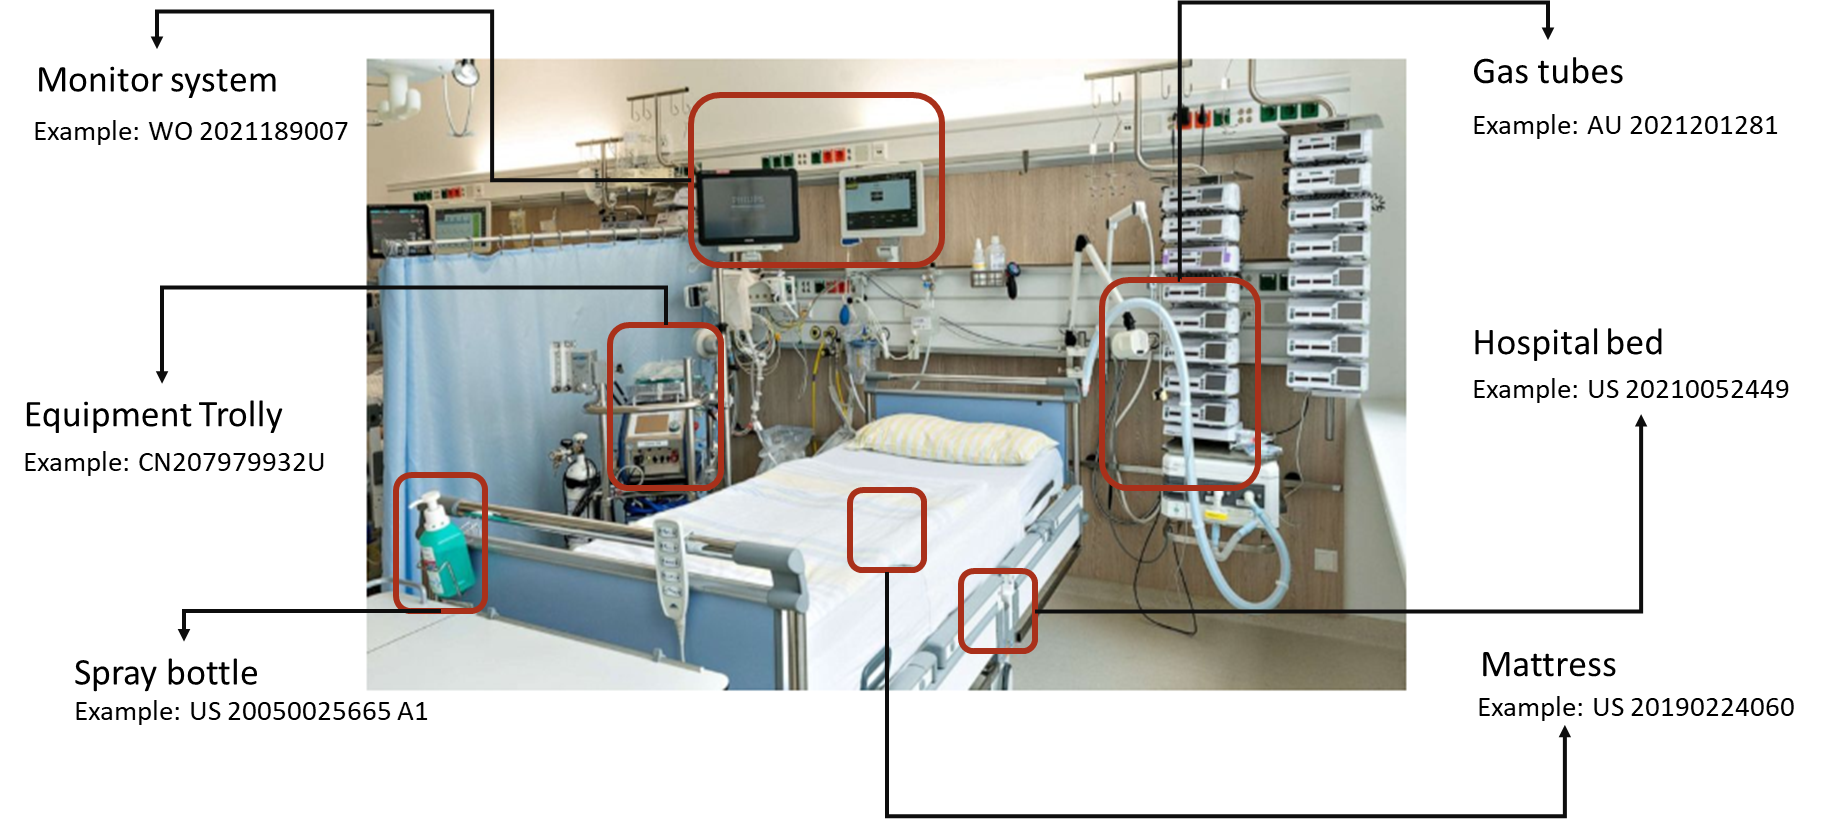 Monitor system
Example: WO 2021189007
Equipment Trolly
Example: CN207979932U
Spray bottle
Example: US 20050025665 A1
PHILIPS
Gas tubes
Example: AU 2021201281
Hospital bed
Example: US 20210052449
Mattress
Example: US 20190224060